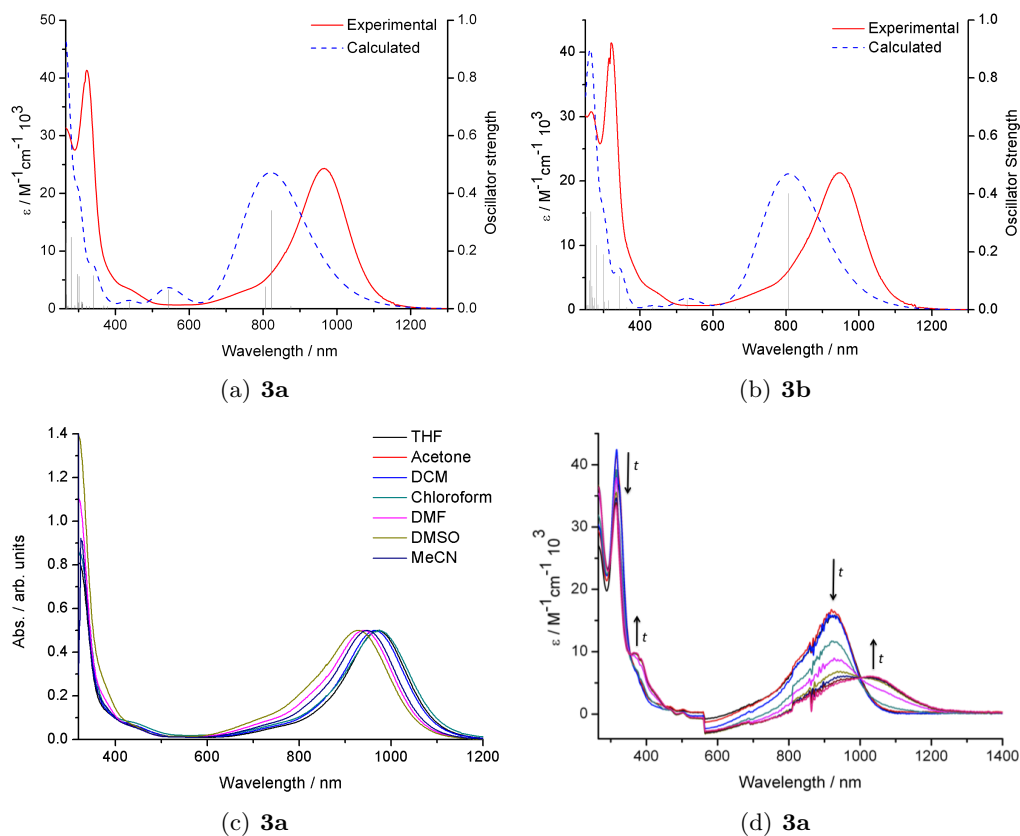 50
40
30
20
10
0
ε / M⁻¹cm⁻¹ 10³
Experimental
Calculated
1.0
0.8
0.6
0.4
0.2
0.0
Oscillator strength
400 600 800 1000 1200
Wavelength / nm
(a) 3a
40
30
20
10
0
ε / M⁻¹cm⁻¹ 10³
Experimental
Calculated
1.0
0.8
0.6
0.4
0.2
0.0
Oscillator strength
400 600 800 1000 1200
Wavelength / nm
(b) 3b
1.4
1.2
1.0
0.8
0.6
0.4
0.2
0.0
Abs. / arb. units
THF
Acetone
DCM
Chloroform
DMF
DMSO
MeCN
400 600 800 1000 1200
Wavelength / nm
(c) 3a
40
30
20
10
0
ε / M⁻¹cm⁻¹ 10³
t
t
t
t
400 600 800 1000 1200 1400
Wavelength / nm
(d) 3a